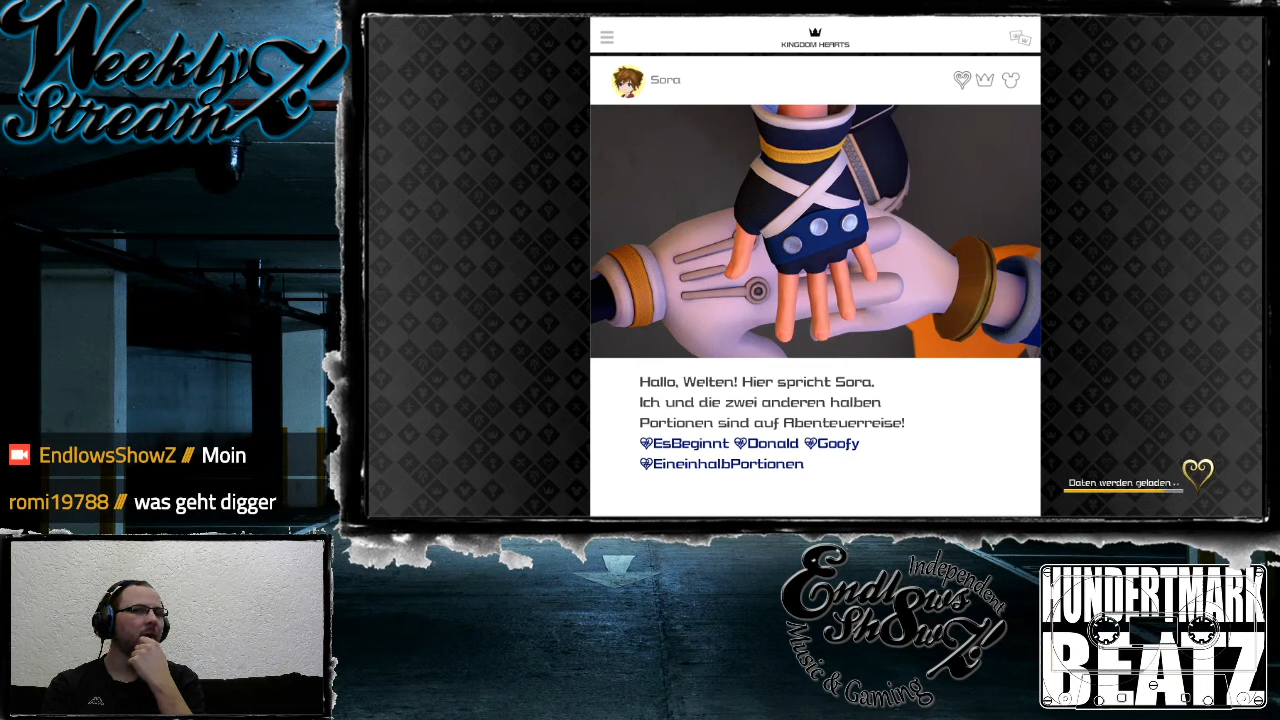 Weekly
StreamZ!
KINGDOM HEARTS
Sora
Hallo, Welten! Hier spricht Sora.
Ich und die zwei anderen halben
Portionen sind auf Abenteuerreise!
EsBeginnt Donald Goofy
EineinhalbPortionen
Daten werden geladen...
EndlowsShowZ /// Moin
romi19788 /// was geht digger
Independent
Endlows
ShowZ!
Music & Gaming
HUNDERTMARK
BEATZ